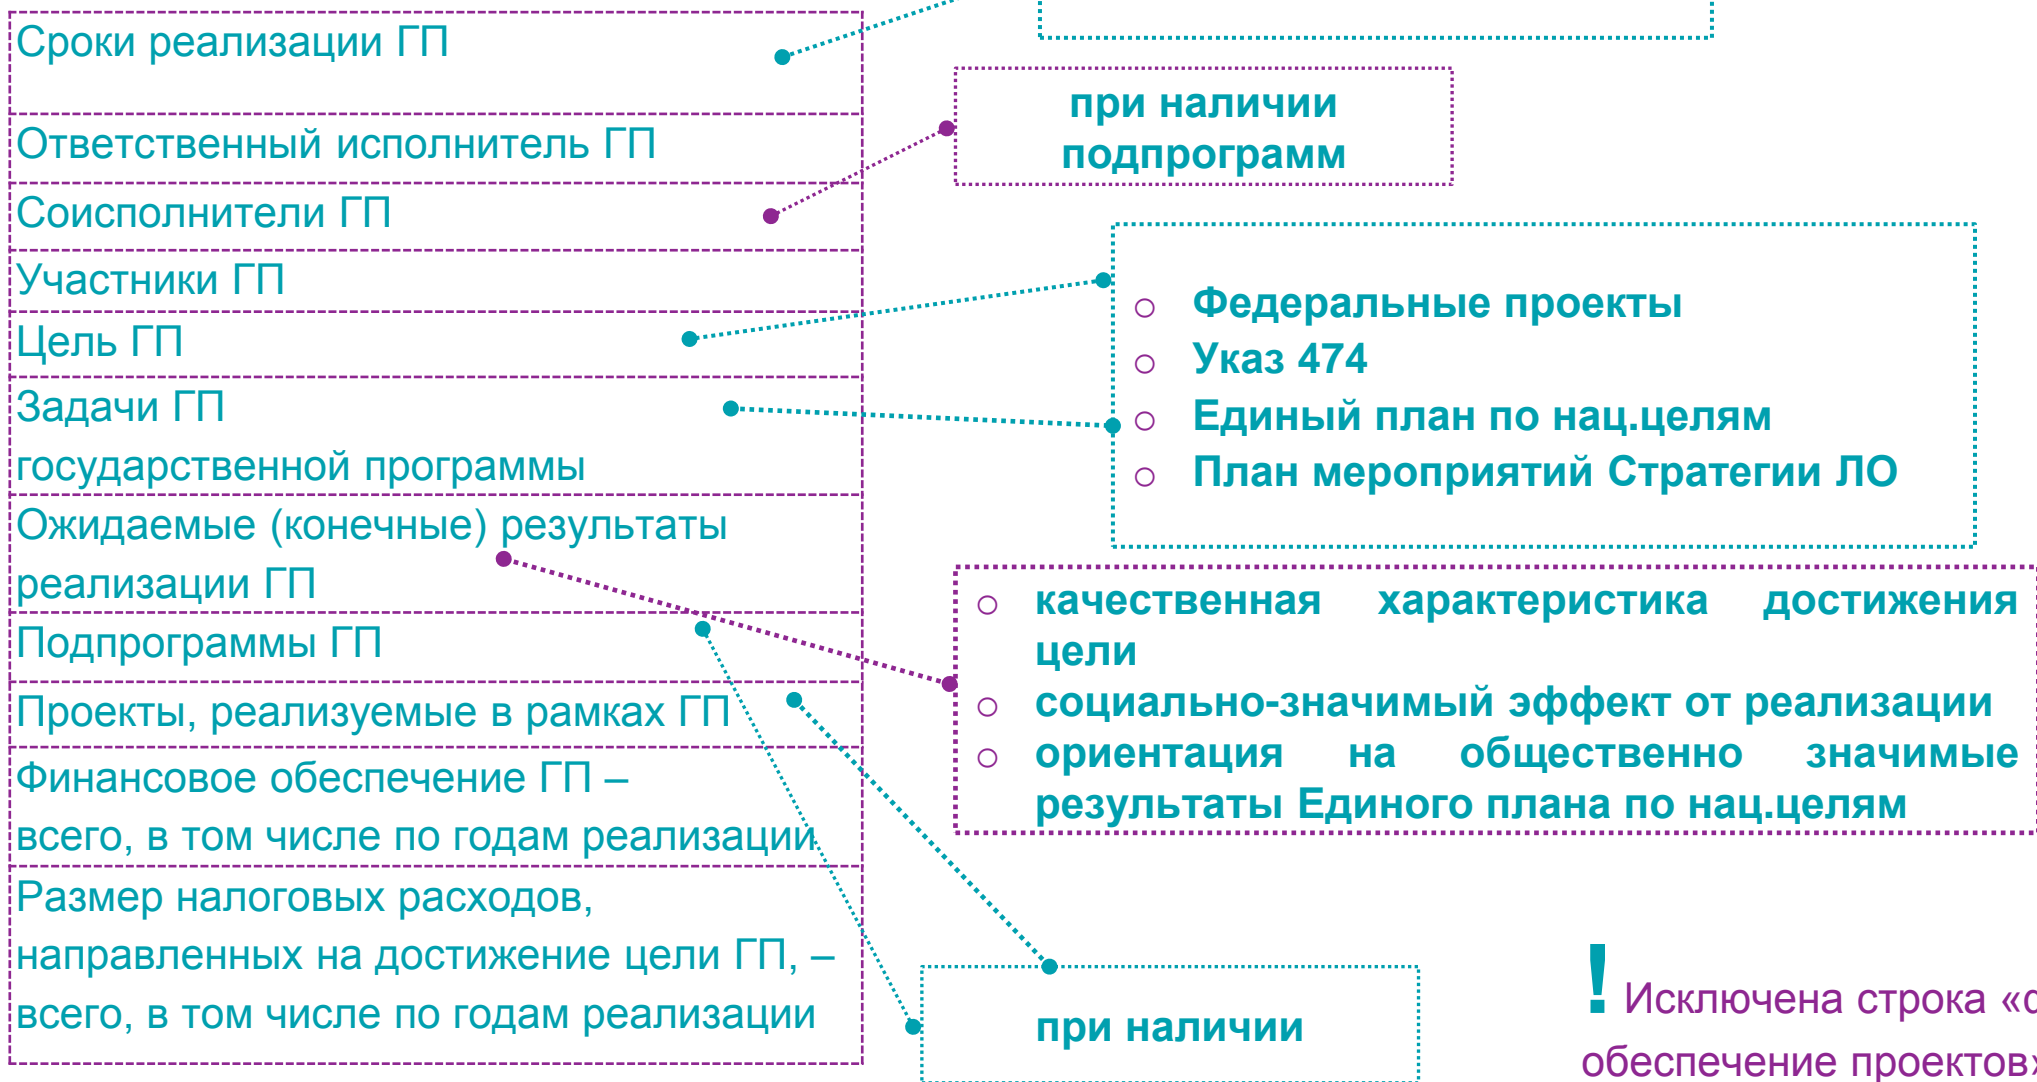 Сроки реализации ГП
Ответственный исполнитель ГП
Соисполнители ГП
Участники ГП
Цель ГП
Задачи ГП
государственной программы
Ожидаемые (конечные) результаты
реализации ГП
Подпрограммы ГП
Проекты, реализуемые в рамках ГП
Финансовое обеспечение ГП –
всего, в том числе по годам реализации
Размер налоговых расходов,
направленных на достижение цели ГП, –
всего, в том числе по годам реализации
при наличии
подпрограмм
Федеральные проекты
Указ 474
Единый план по нац.целям
План мероприятий Стратегии ЛО
качественная характеристика достижения
цели
социально-значимый эффект от реализации
ориентация на общественно значимые
результаты Единого плана по нац.целям
при наличии
! Исключена строка
обеспечение проектов»